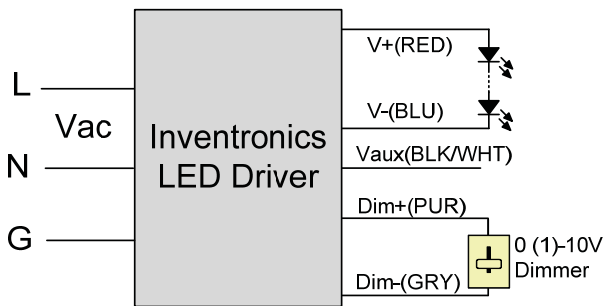 L
Vac
N
G
Inventronics
LED Driver
V+(RED)
V-(BLU)
Vaux(BLK/WHT)
Dim+(PUR)
Dim-(GRY)
0 (1)-10V
Dimmer